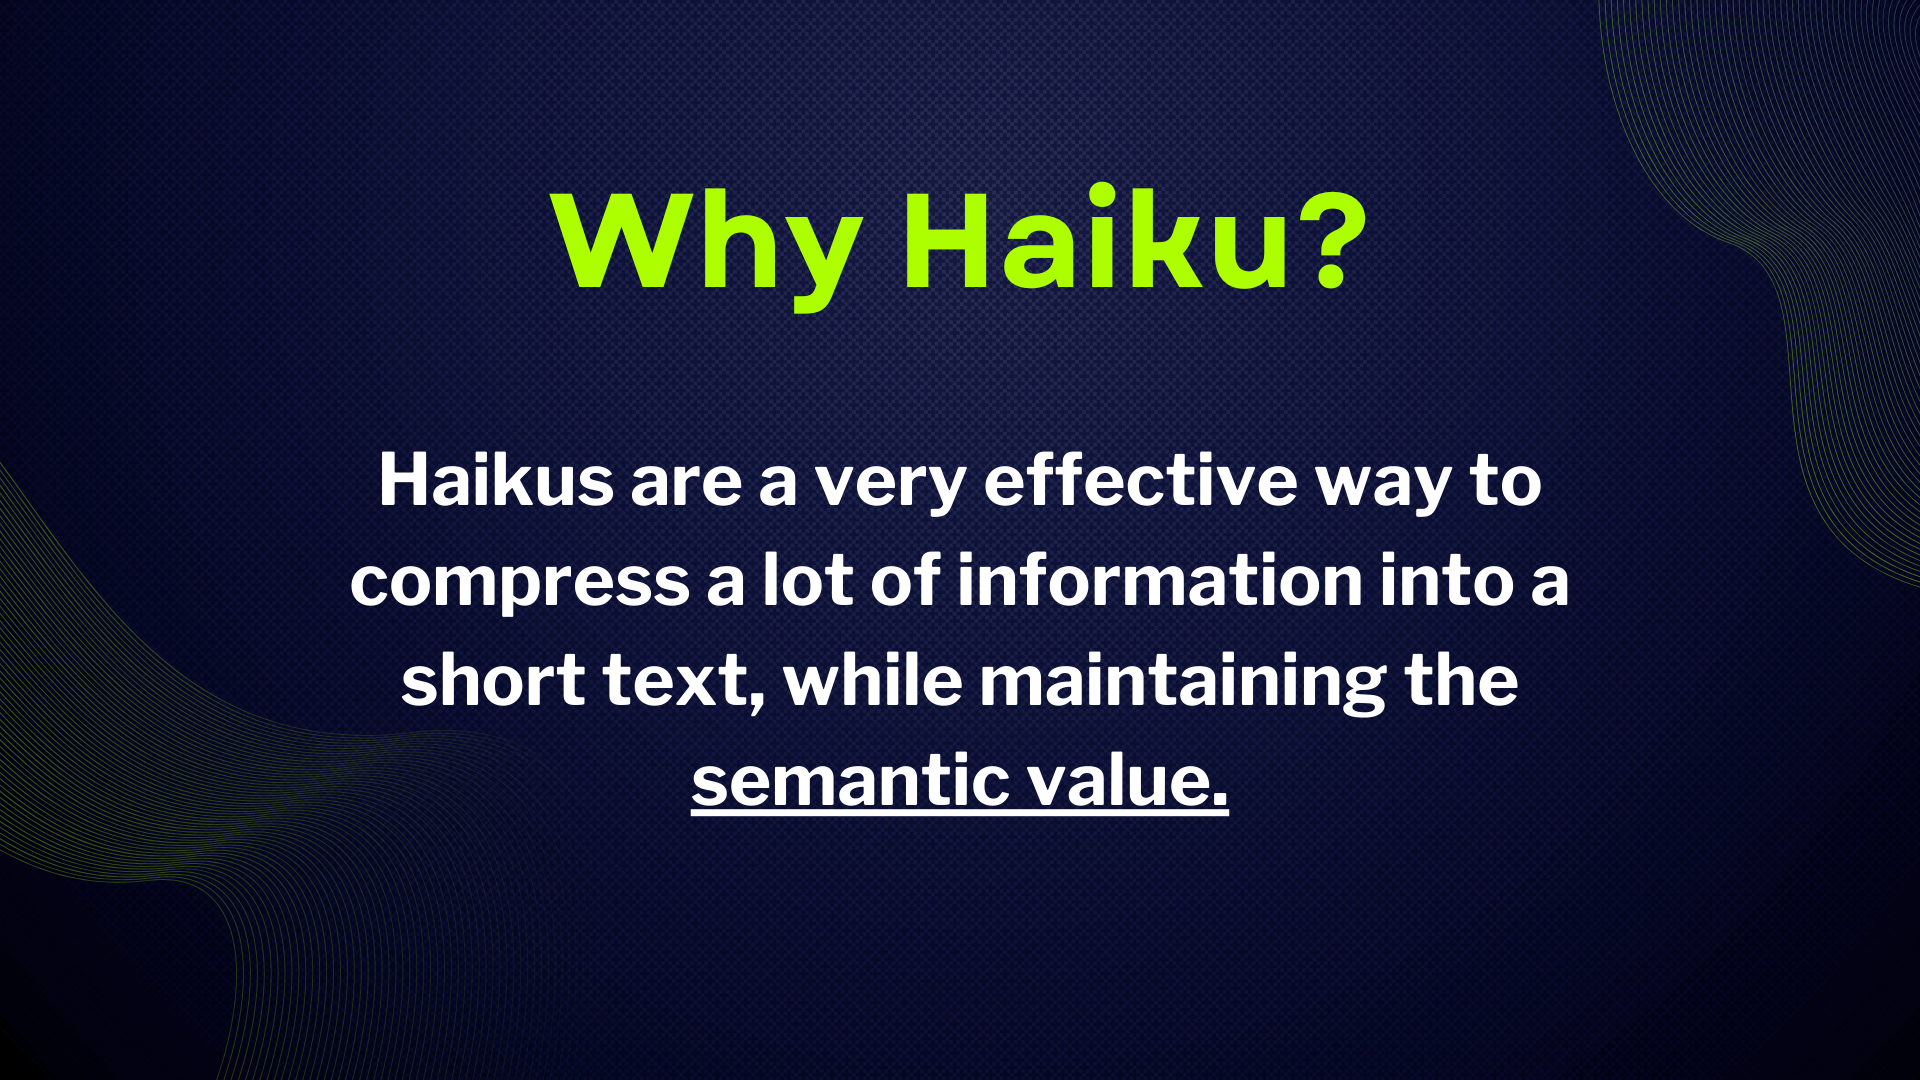 Why Haiku?
Haikus are a very effective way to
compress a lot of information into a
short text, while maintaining the
semantic value.